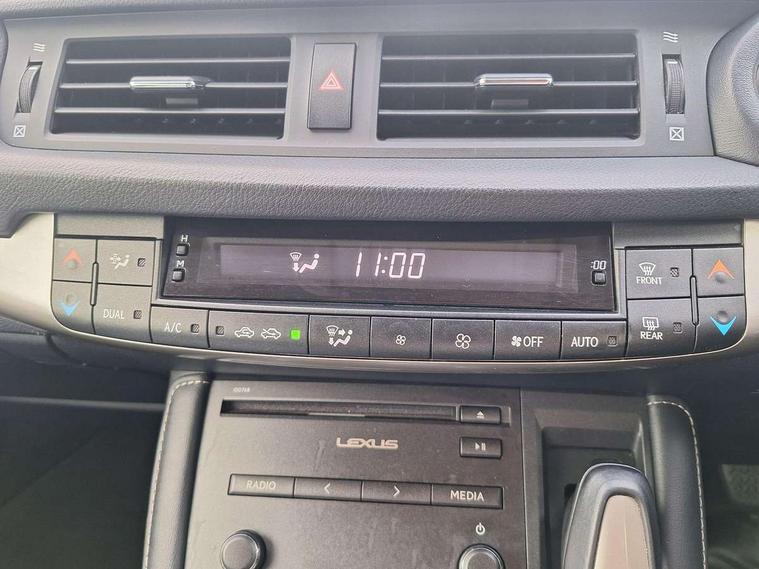 H
11:00
M
:00
FRONT
DUAL
A/C
OFF
AUTO
REAR
LEXUS
RADIO
MEDIA